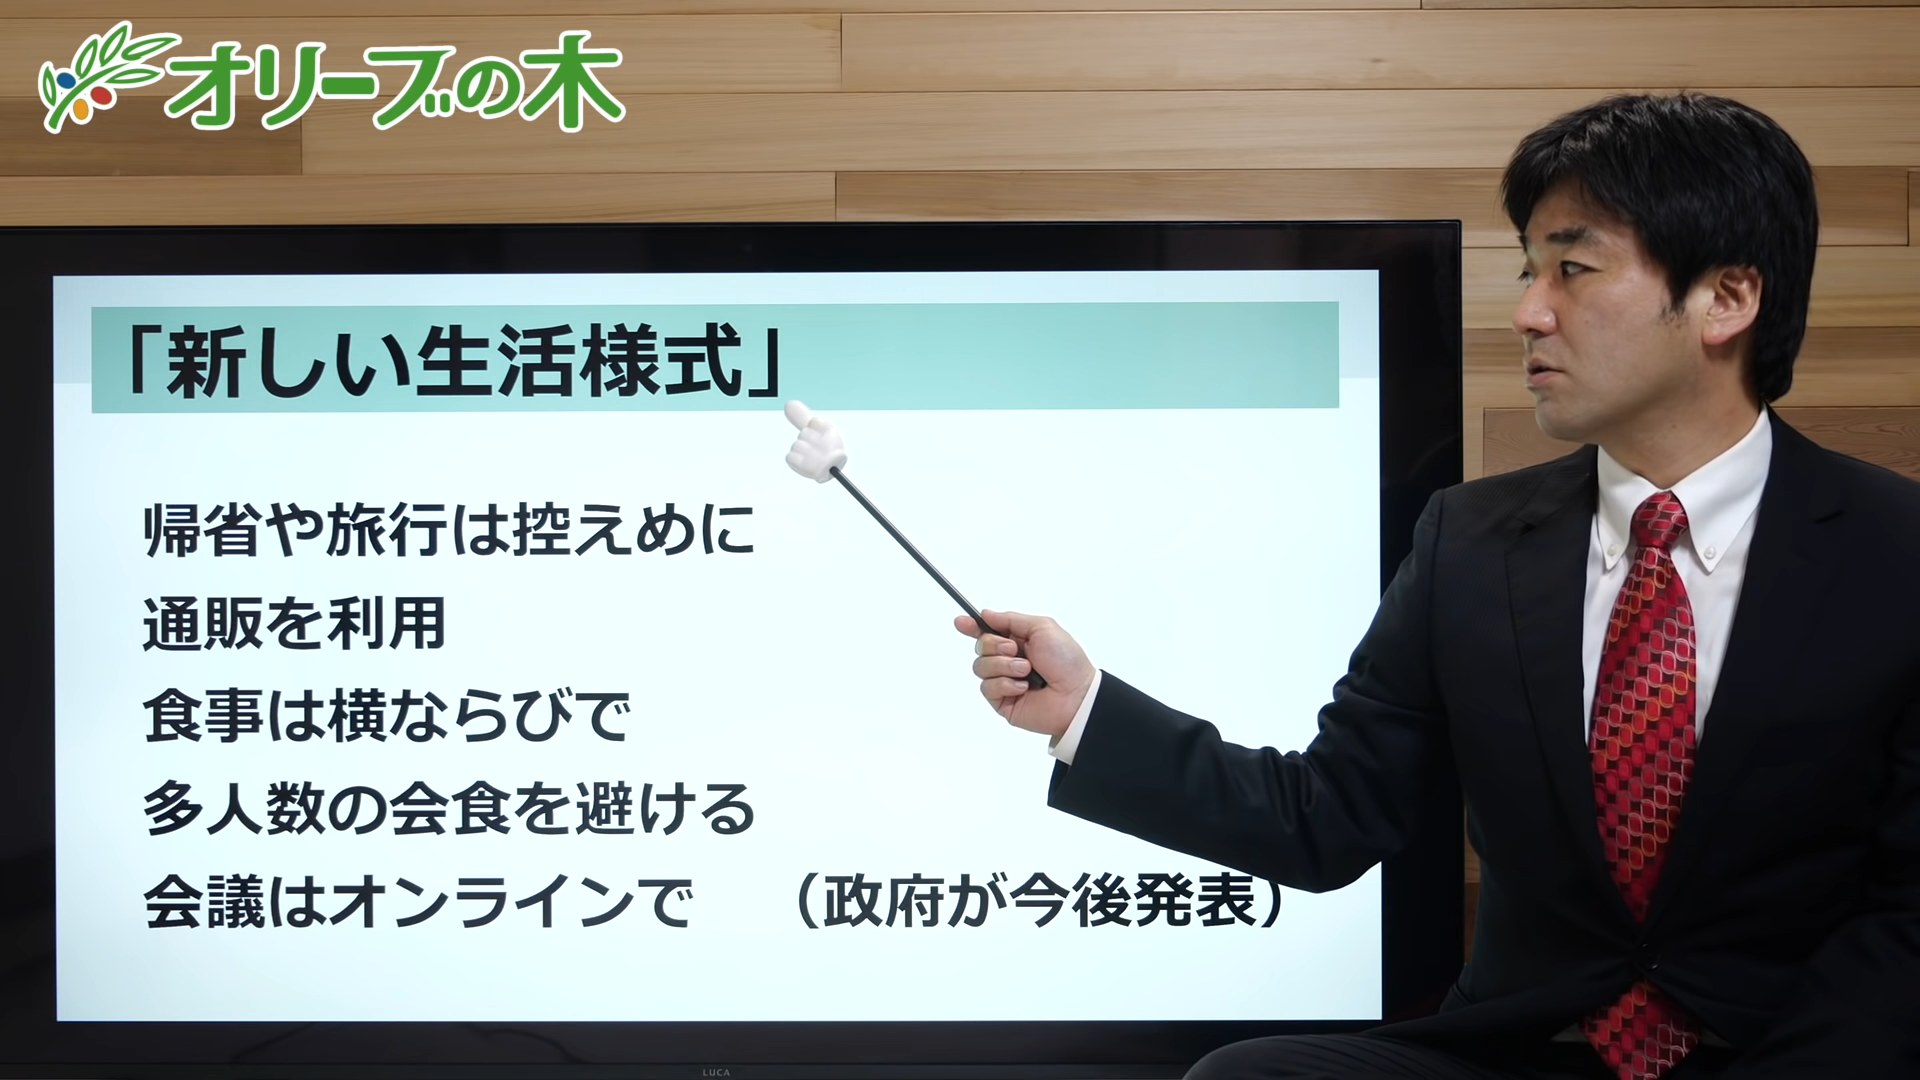 オリーブの木
「新しい生活様式」
帰省や旅行は控えめに
通販を利用
食事は横ならびで
多人数の会食を避ける
会議はオンラインで （政府が今後発表）
LUCA